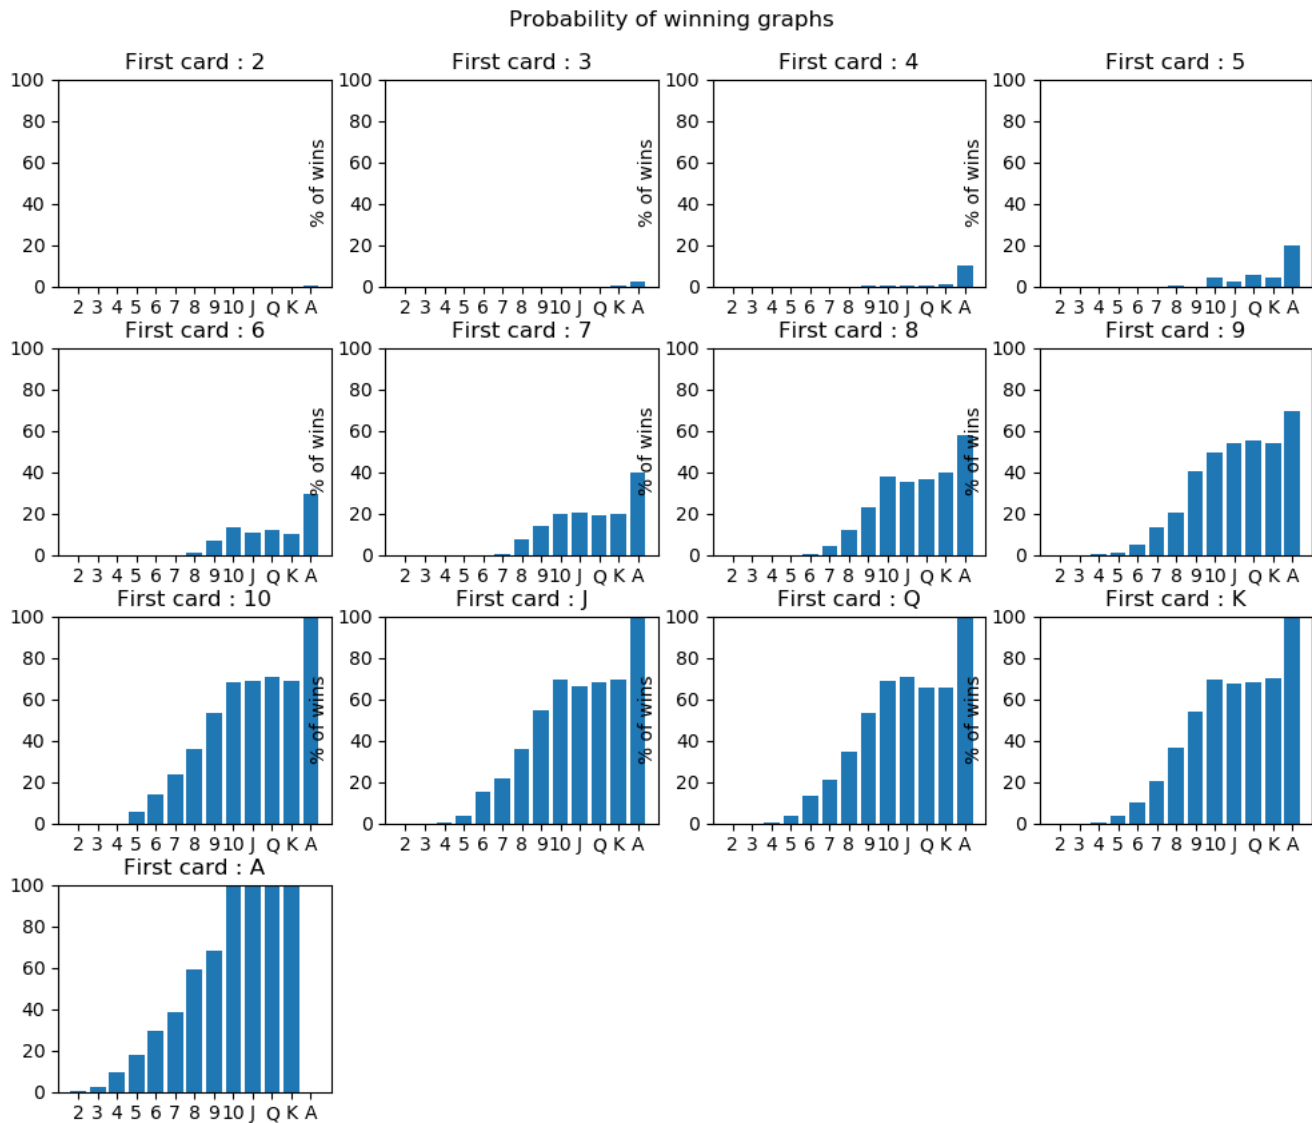 Probability of winning graphs
First card : 2
First card : 3
First card : 4
First card : 5
100
80
60
40
20
0
% of wins
2 3 4 5 6 7 8 9 10 J Q K A
100
80
60
40
20
0
% of wins
2 3 4 5 6 7 8 9 10 J Q K A
100
80
60
40
20
0
% of wins
2 3 4 5 6 7 8 9 10 J Q K A
100
80
60
40
20
0
2 3 4 5 6 7 8 9 10 J Q K A
First card : 6
First card : 7
First card : 8
First card : 9
100
80
60
40
20
0
% of wins
2 3 4 5 6 7 8 9 10 J Q K A
100
80
60
40
20
0
% of wins
2 3 4 5 6 7 8 9 10 J Q K A
100
80
60
40
20
0
% of wins
2 3 4 5 6 7 8 9 10 J Q K A
100
80
60
40
20
0
2 3 4 5 6 7 8 9 10 J Q K A
First card : 10
First card : J
First card : Q
First card : K
100
80
60
40
20
0
% of wins
2 3 4 5 6 7 8 9 10 J Q K A
100
80
60
40
20
0
% of wins
2 3 4 5 6 7 8 9 10 J Q K A
100
80
60
40
20
0
% of wins
2 3 4 5 6 7 8 9 10 J Q K A
100
80
60
40
20
0
2 3 4 5 6 7 8 9 10 J Q K A
First card : A
100
80
60
40
20
0
2 3 4 5 6 7 8 9 10 J Q K A